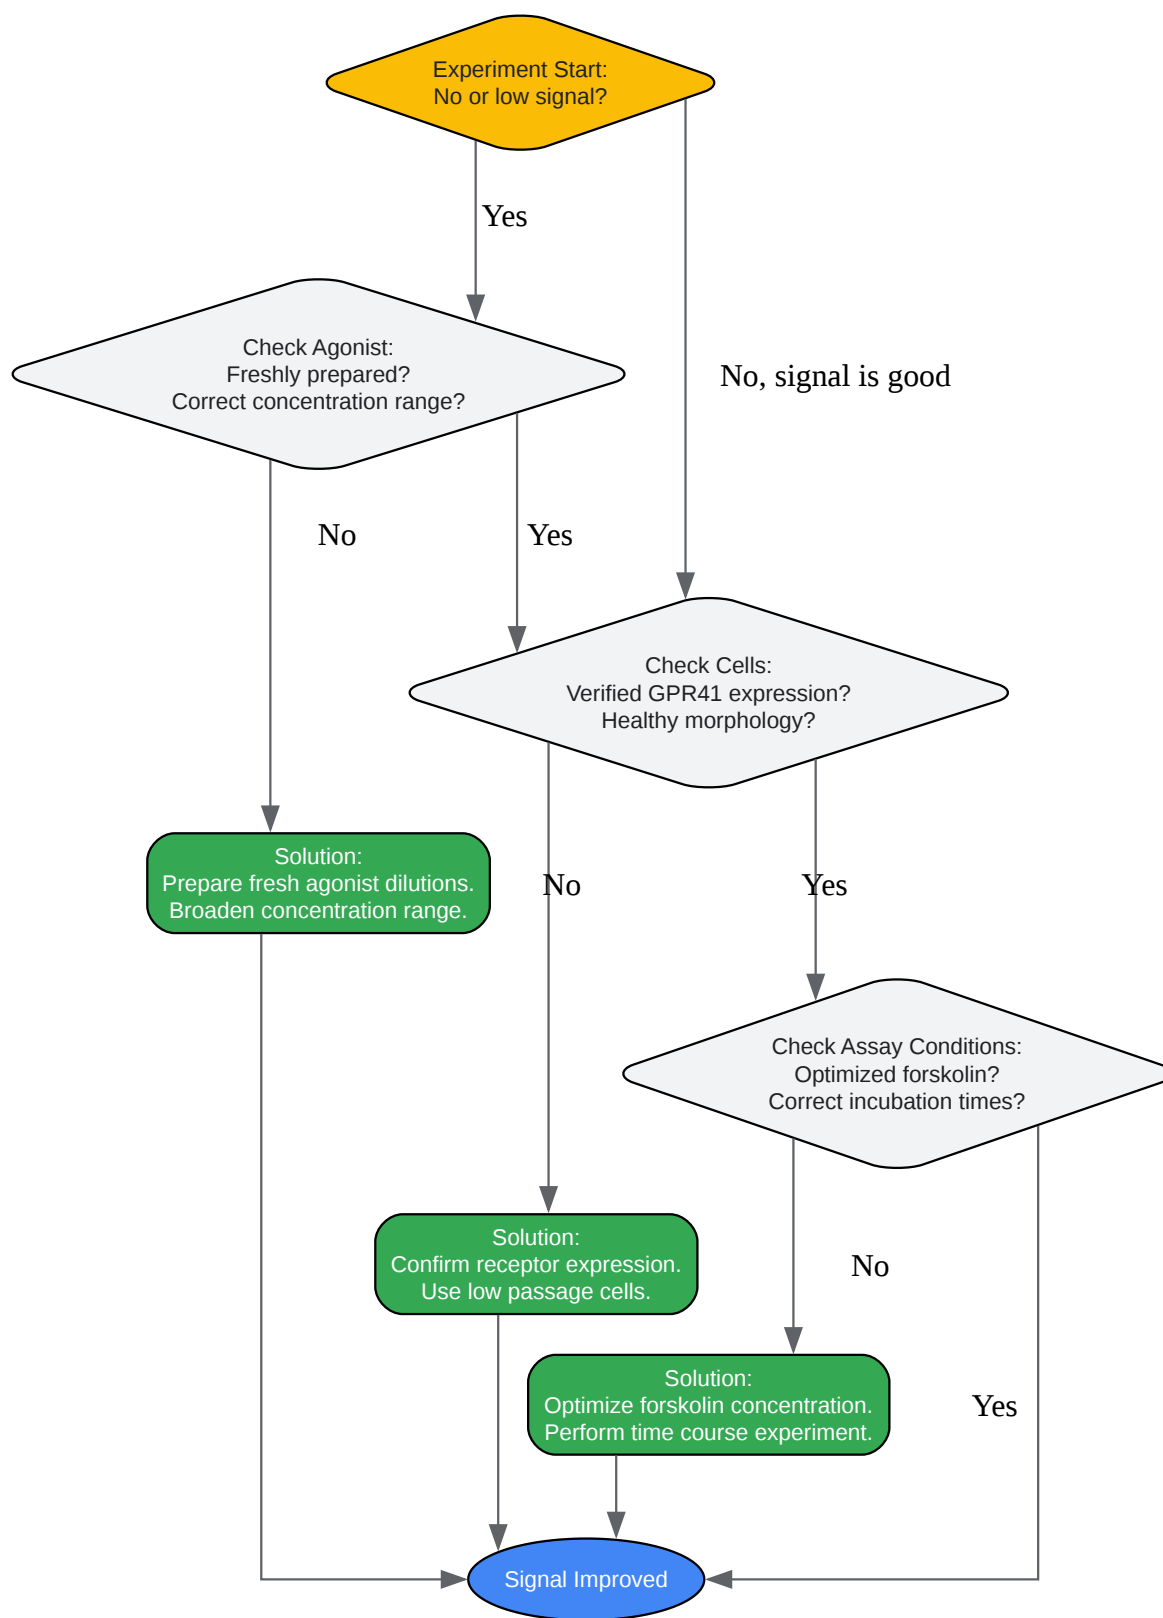 Experiment Start:
No or low signal?
Yes
Check Agonist:
Freshly prepared?
Correct concentration range?
No, signal is good
No
Yes
Check Cells:
Verified GPR41 expression?
Healthy morphology?
Solution:
Prepare fresh agonist dilutions.
Broaden concentration range.
No
Yes
Check Assay Conditions:
Optimized forskolin?
Correct incubation times?
Solution:
Confirm receptor expression.
Use low passage cells.
No
Solution:
Optimize forskolin concentration.
Perform time course experiment.
Yes
Signal Improved